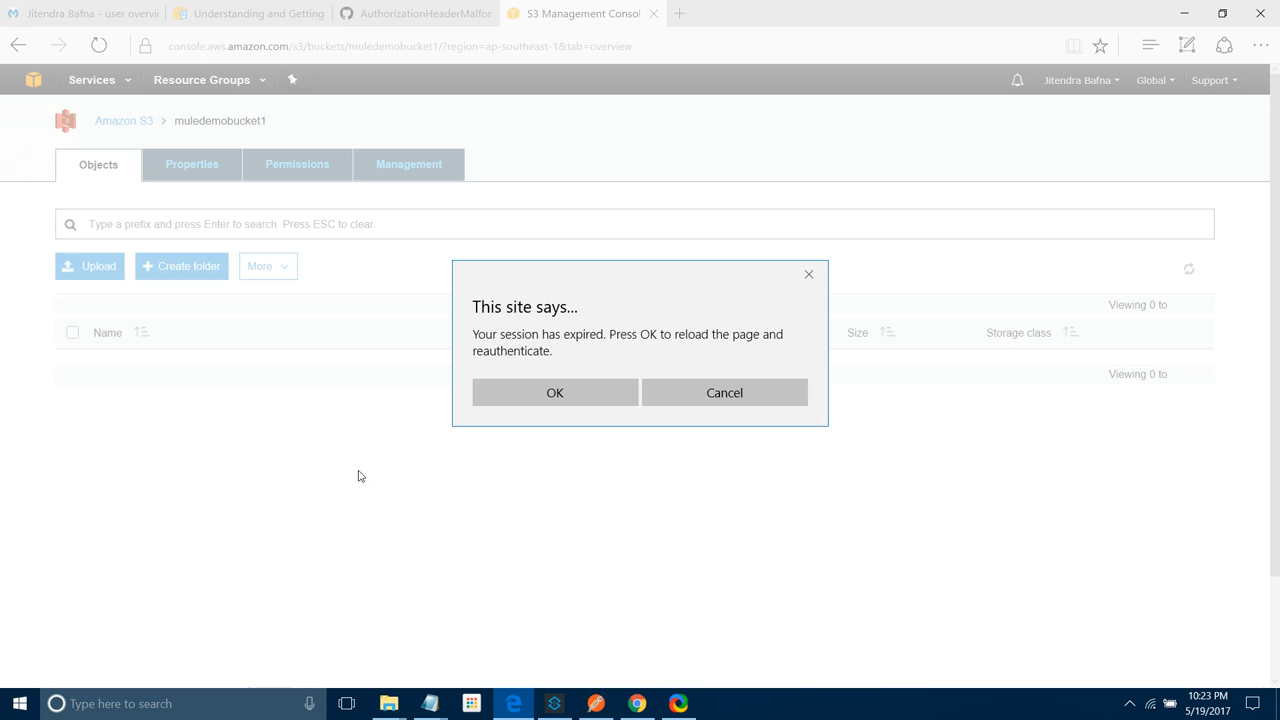 Jitendra Bafna - user overvi
Understanding and Getting
AuthorizationHeaderMalfor
S3 Management Consol
console.aws.amazon.com/s3/buckets/muledemobucket1/?region=ap-southeast-1&tab=overview
Services
Resource Groups
Jitendra Bafna
Global
Support
Amazon S3 > muledemobucket1
Objects
Properties
Permissions
Management
Type a prefix and press Enter to search. Press ESC to clear.
Upload
Create folder
More
Viewing 0 to
Name
Size
Storage class
Viewing 0 to
This site says...
Your session has expired. Press OK to reload the page and
reauthenticate.
OK
Cancel
Type here to search
10:23 PM
5/19/2017